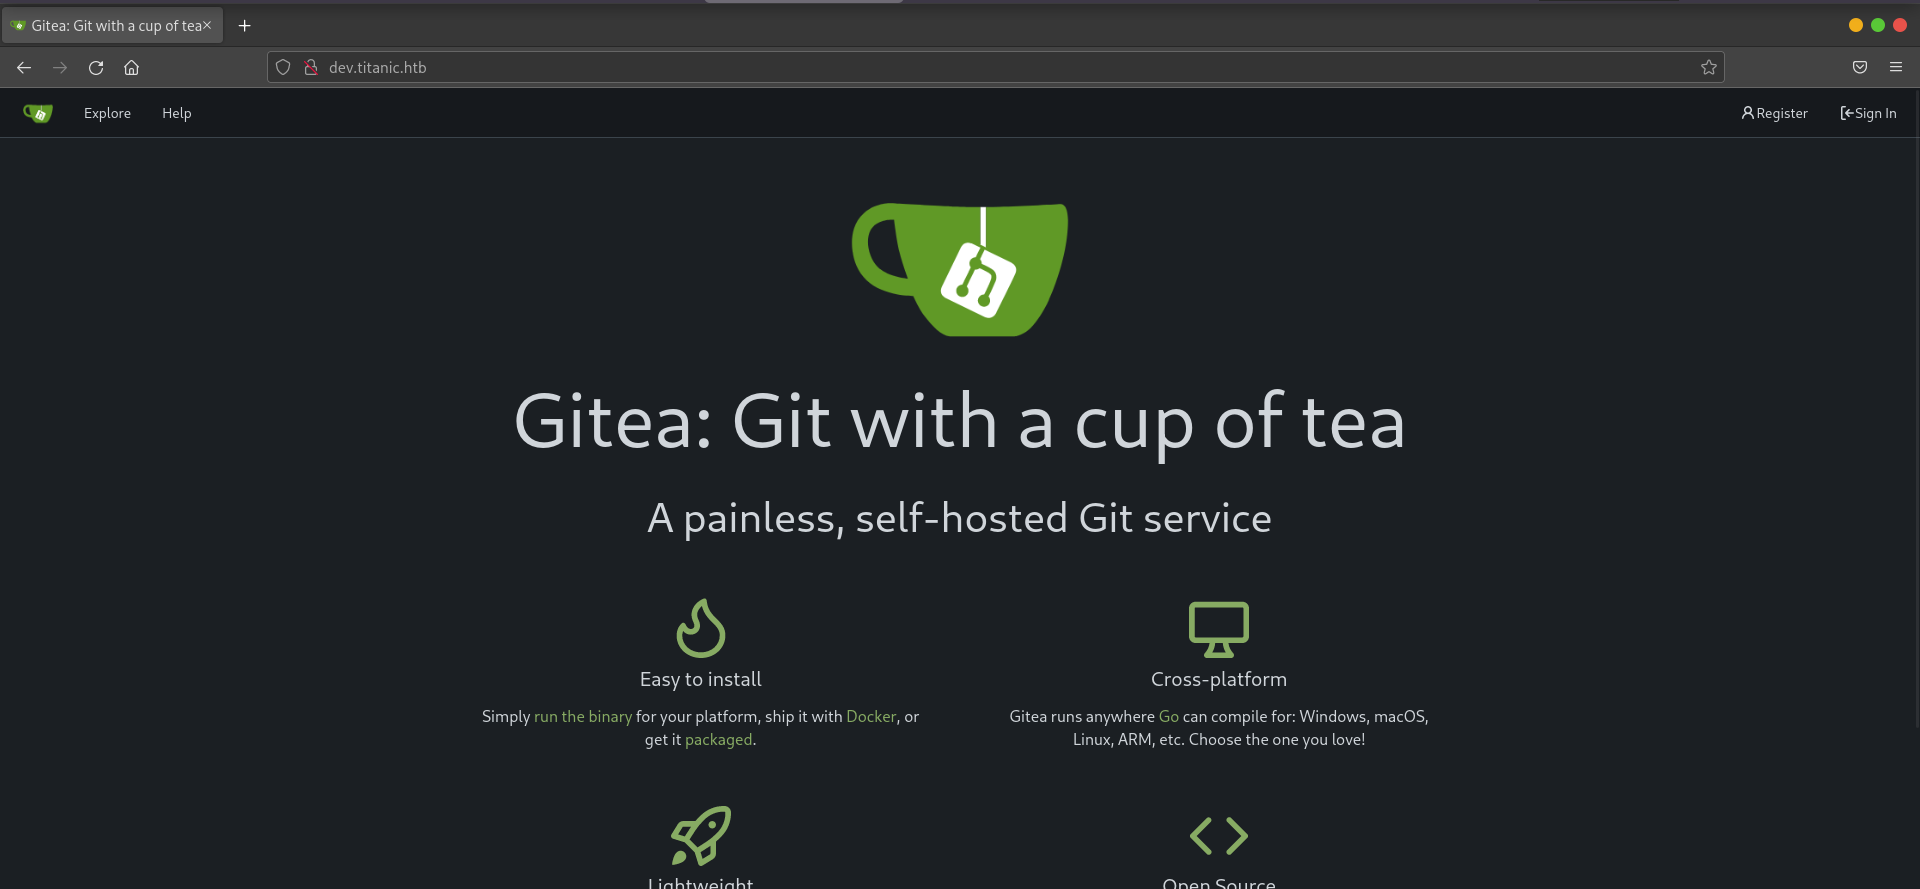 Gitea: Git with a cup of tea
dev.titanic.htb
Explore Help Register Sign In
Gitea: Git with a cup of tea
A painless, self-hosted Git service
Easy to install
Simply run the binary for your platform, ship it with Docker, or
get it packaged.
Cross-platform
Gitea runs anywhere Go can compile for: Windows, macOS,
Linux, ARM, etc. Choose the one you love!
Lightweight
Open Source